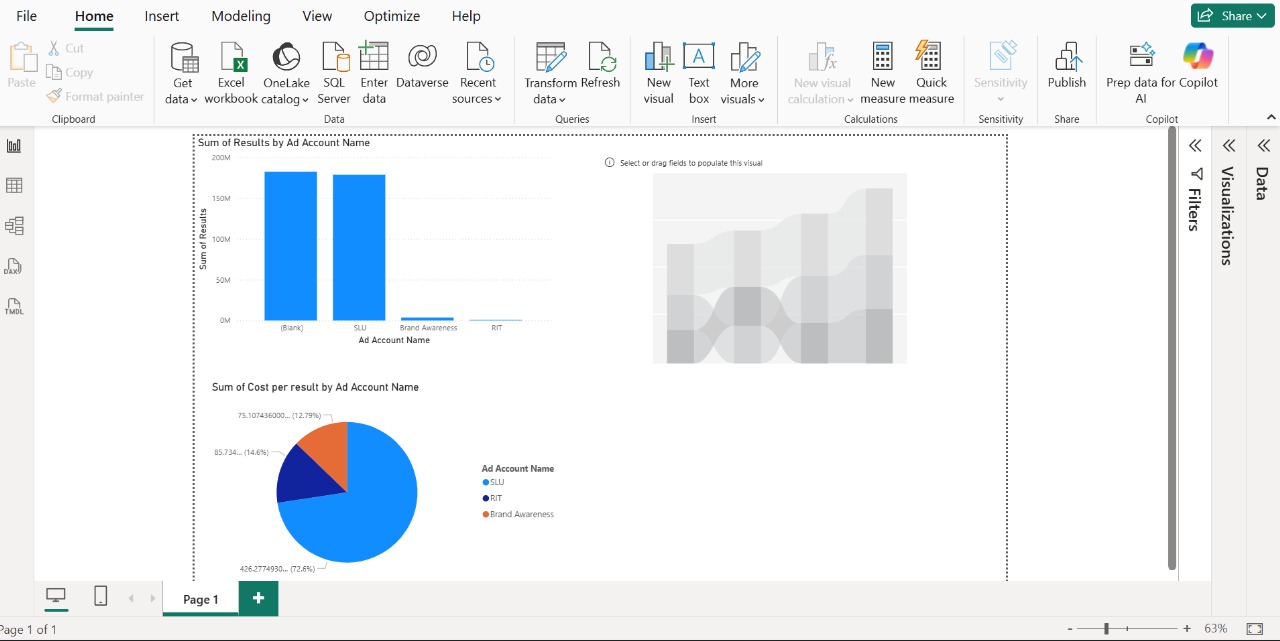 File Home Insert Modeling View Optimize Help Share
Paste
Cut
Copy
Format painter
Clipboard
Get data
Excel workbook
OneLake catalog
SQL Server
Enter data
Dataverse
Recent sources
Data
Transform data
Refresh
Queries
New visual
Text box
More visuals
Insert
New visual calculation
New measure
Quick measure
Calculations
Sensitivity
Sensitivity
Publish
Share
Prep data for AI
Copilot
Copilot
DAX
TMDL
Sum of Results by Ad Account Name
200M
150M
100M
50M
0M
Sum of Results
(Blank) SLU Brand Awareness RIT
Ad Account Name
Select or drag fields to populate this visual
Sum of Cost per result by Ad Account Name
75.107436000... (12.79%)
85.734... (14.6%)
426.2774930... (72.6%)
Ad Account Name
SLU
RIT
Brand Awareness
Filters
Visualizations
Data
Page 1
Page 1 of 1
63%